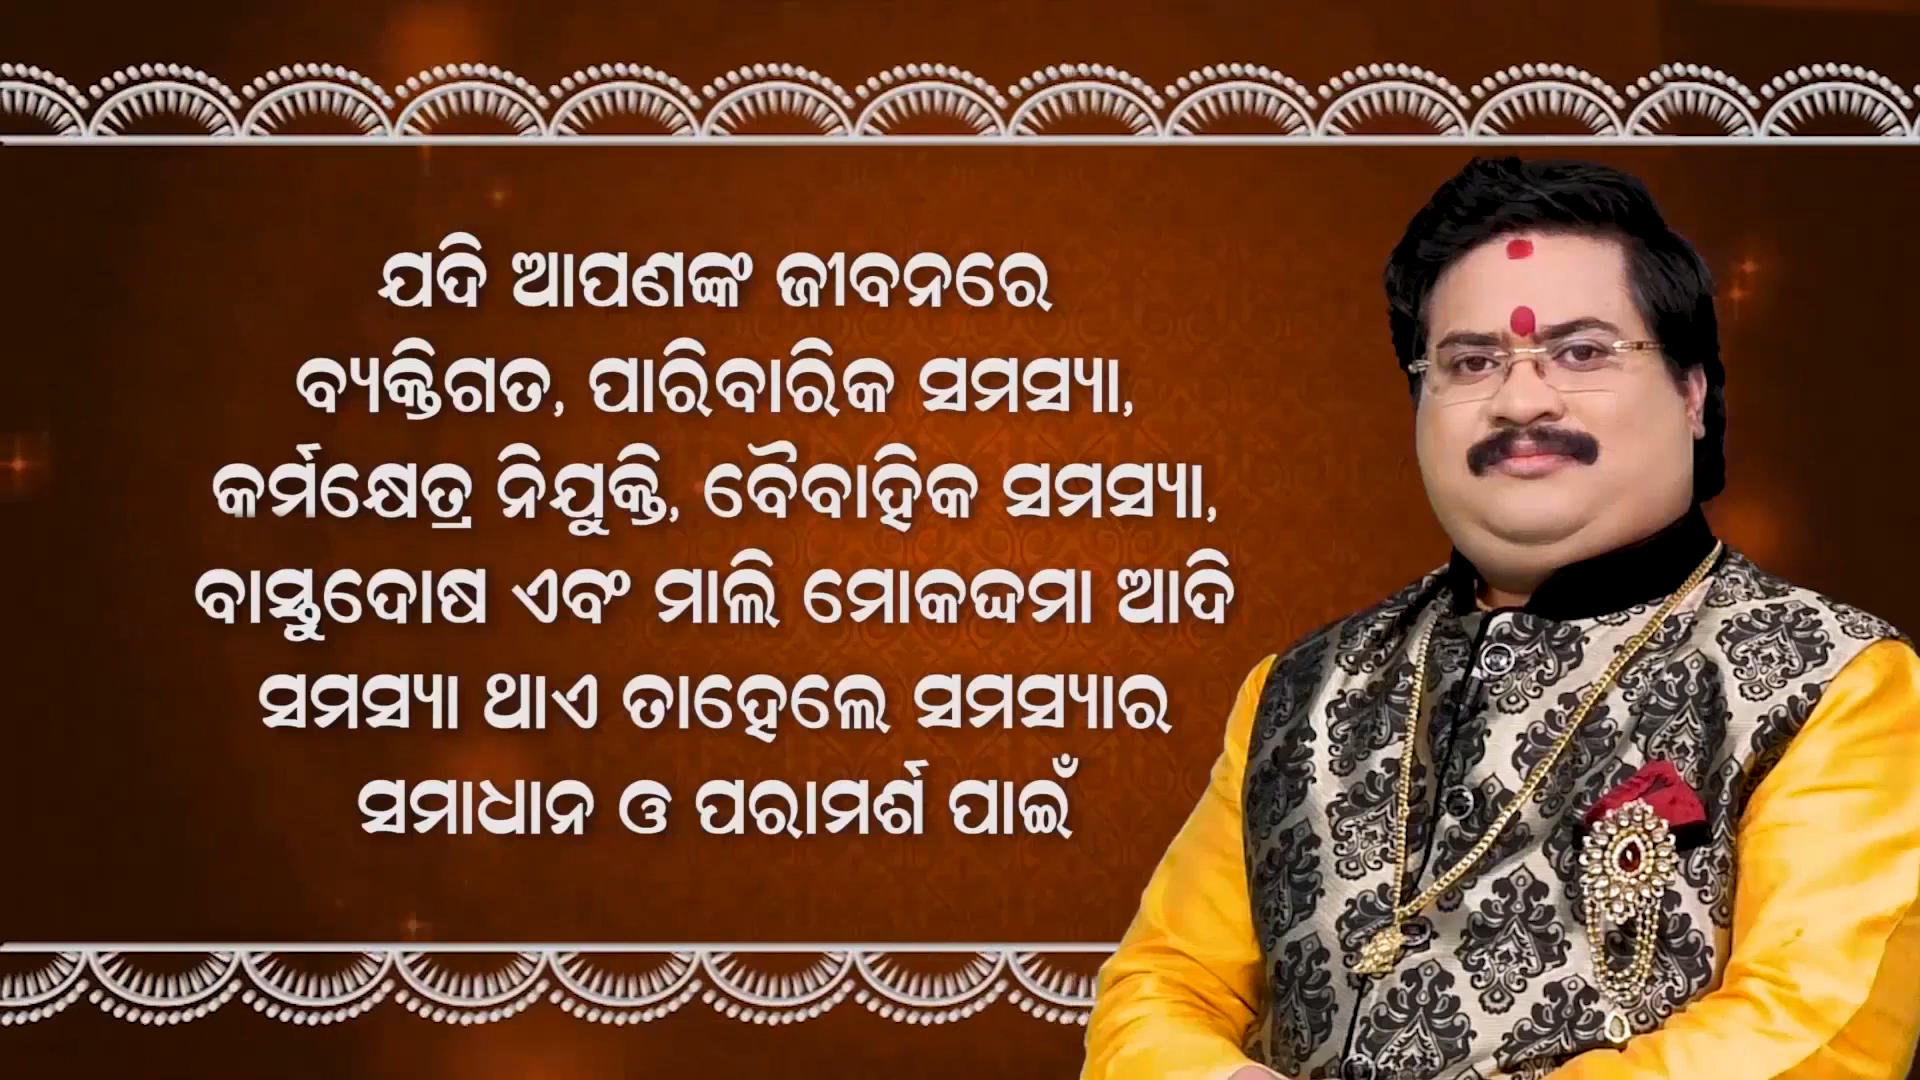 ଯଦି ଆପଣଙ୍କ ଜୀବନରେ
ବ୍ୟକ୍ତିଗତ, ପାରିବାରିକ ସମସ୍ୟା,
କର୍ମକ୍ଷେତ୍ର ନିଯୁକ୍ତି, ବୈବାହିକ ସମସ୍ୟା,
ବାସ୍ତୁଦୋଷ ଏବଂ ମାଲି ମୋକଦ୍ଦମା ଆଦି
ସମସ୍ୟା ଥାଏ ତାହେଲେ ସମସ୍ୟାର
ସମାଧାନ ଓ ପରାମର୍ଶ ପାଇଁ